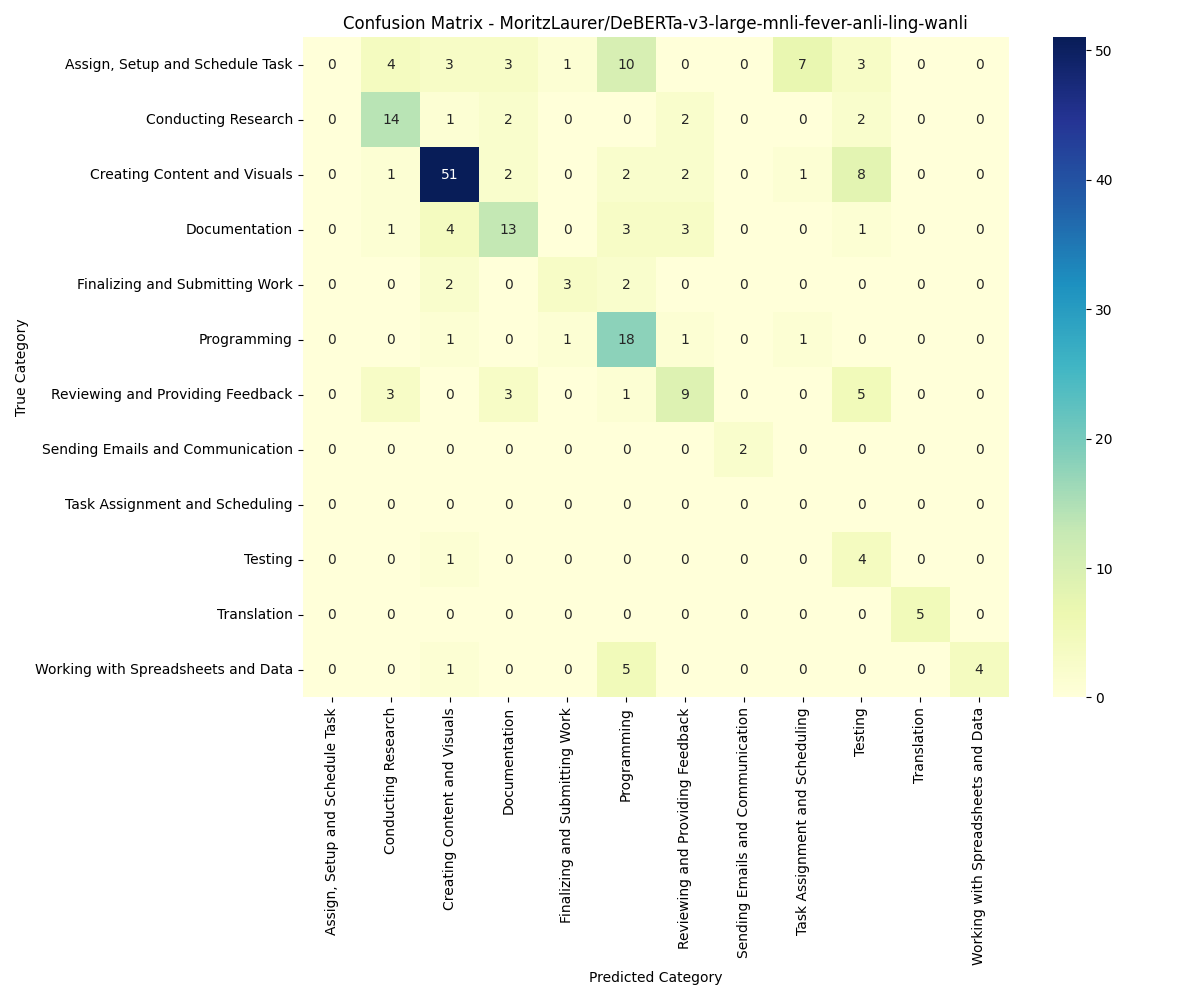 Confusion Matrix - MoritzLaurer/DeBERTa-v3-large-mnli-fever-anli-ling-wanli
True Category
Assign, Setup and Schedule Task 0 4 3 3 1 10 0 0 7 3 0 0
Conducting Research 0 14 1 2 0 0 2 0 0 2 0 0
Creating Content and Visuals 0 1 51 2 0 2 2 0 1 8 0 0
Documentation 0 1 4 13 0 3 3 0 0 1 0 0
Finalizing and Submitting Work 0 0 2 0 3 2 0 0 0 0 0 0
Programming 0 0 1 0 1 18 1 0 1 0 0 0
Reviewing and Providing Feedback 0 3 0 3 0 1 9 0 0 5 0 0
Sending Emails and Communication 0 0 0 0 0 0 0 2 0 0 0 0
Task Assignment and Scheduling 0 0 0 0 0 0 0 0 0 0 0 0
Testing 0 0 1 0 0 0 0 0 0 4 0 0
Translation 0 0 0 0 0 0 0 0 0 0 5 0
Working with Spreadsheets and Data 0 0 1 0 0 5 0 0 0 0 0 4
Assign, Setup and Schedule Task
Conducting Research
Creating Content and Visuals
Documentation
Finalizing and Submitting Work
Programming
Reviewing and Providing Feedback
Sending Emails and Communication
Task Assignment and Scheduling
Testing
Translation
Working with Spreadsheets and Data
Predicted Category
50
40
30
20
10
0